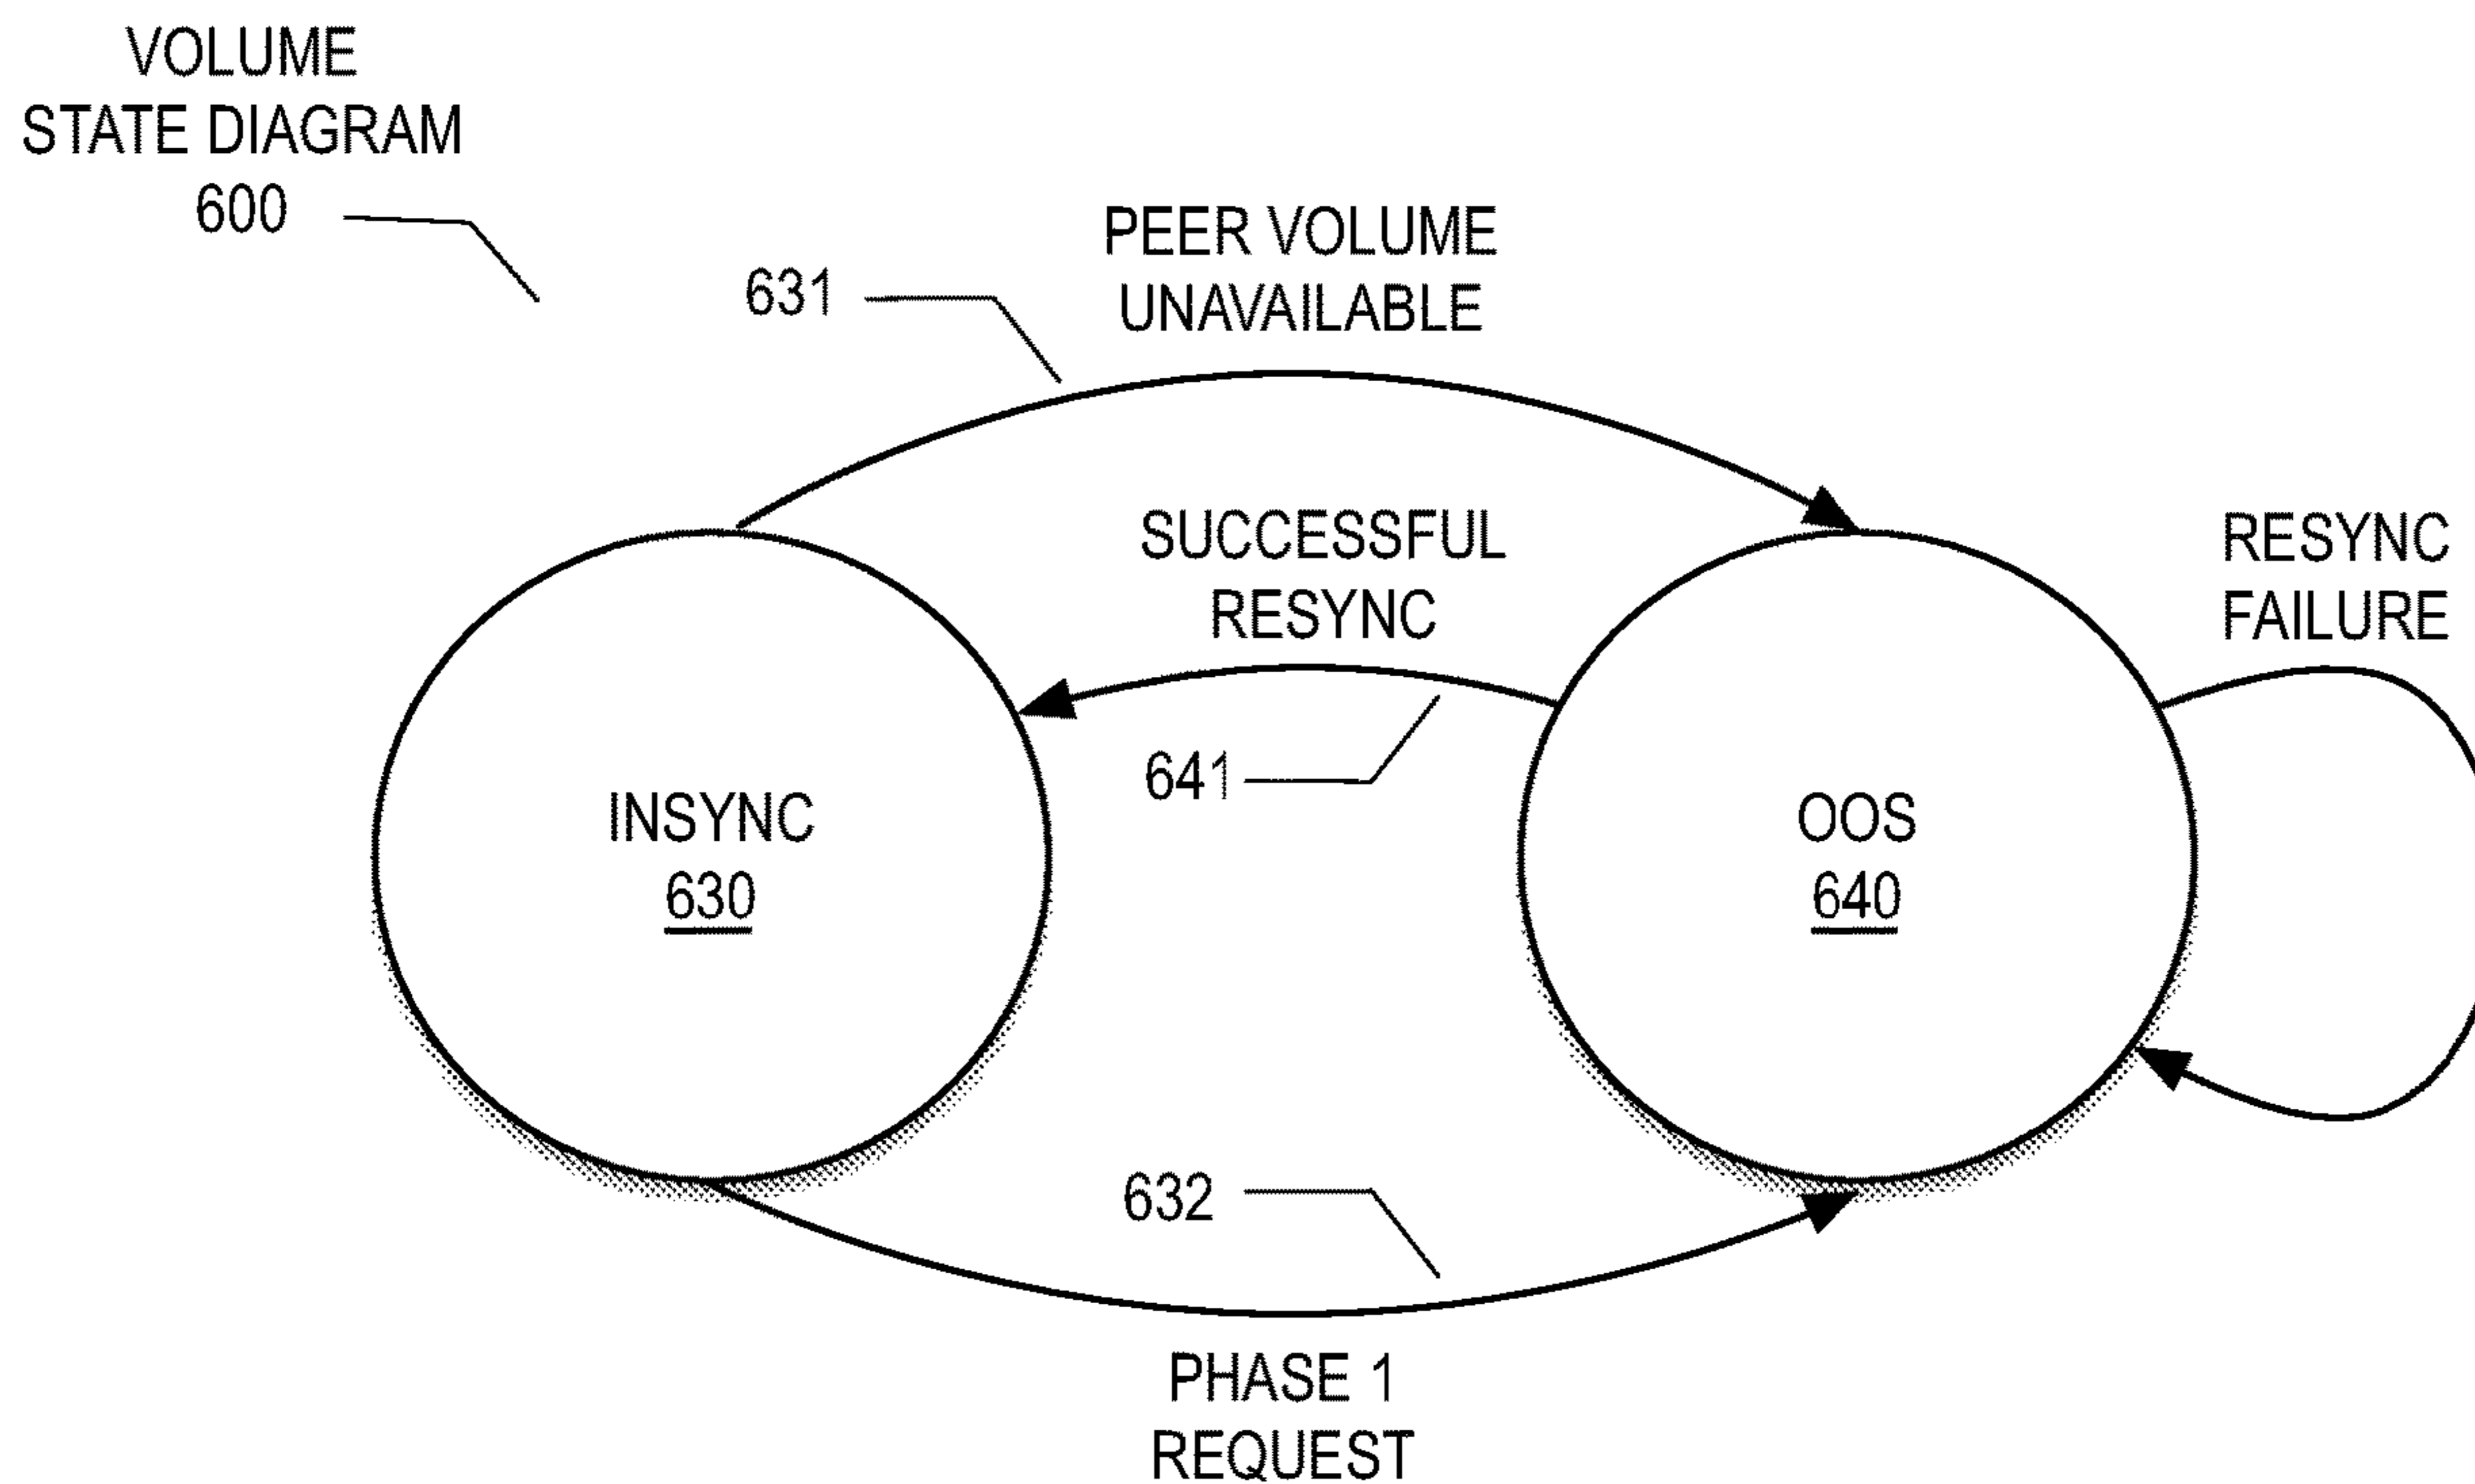 VOLUME
STATE DIAGRAM
600
631
PEER VOLUME
UNAVAILABLE
SUCCESSFUL
RESYNC
641
RESYNC
FAILURE
INSYNC
630
OOS
640
632
PHASE 1
REQUEST